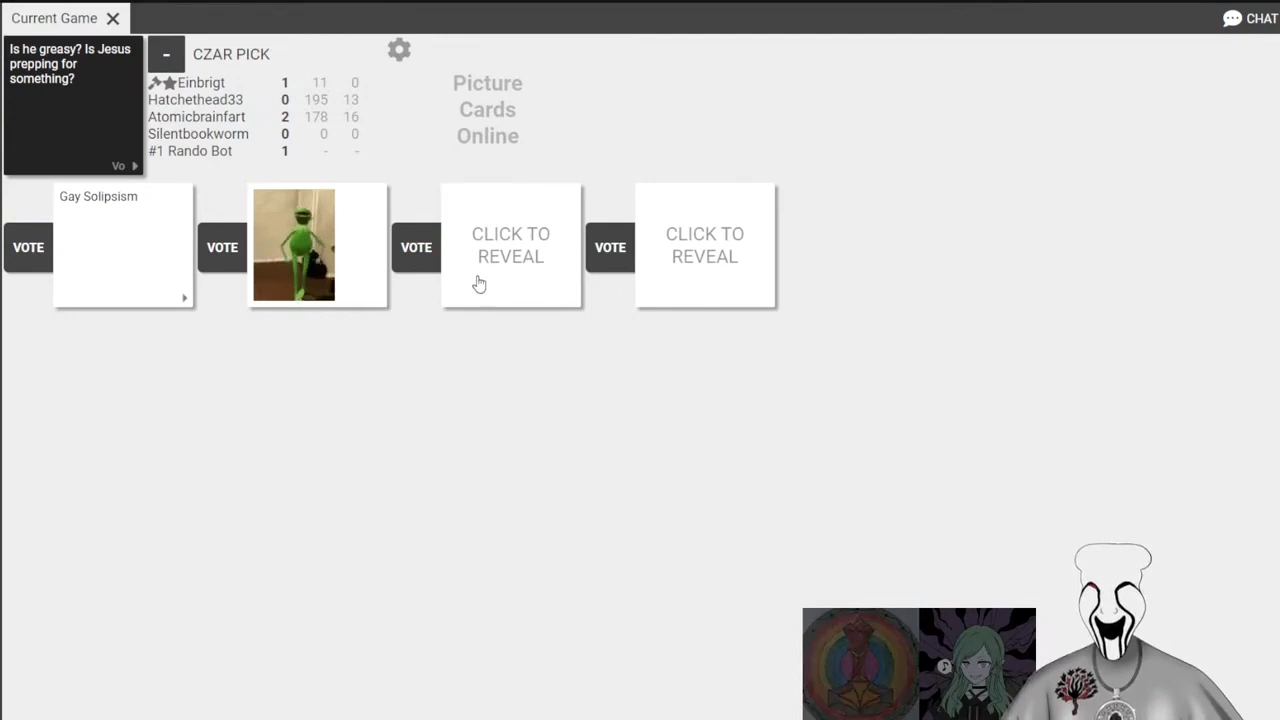 Current Game
CHAT
Is he greasy? Is Jesus
prepping for
something?
Vo
-
CZAR PICK
Einbrigt 1 11 0
Hatchethead33 0 195 13
Atomicbrainfart 2 178 16
Silentbookworm 0 0 0
#1 Rando Bot 1 - -
Picture
Cards
Online
VOTE
Gay Solipsism
VOTE
VOTE
CLICK TO
REVEAL
VOTE
CLICK TO
REVEAL